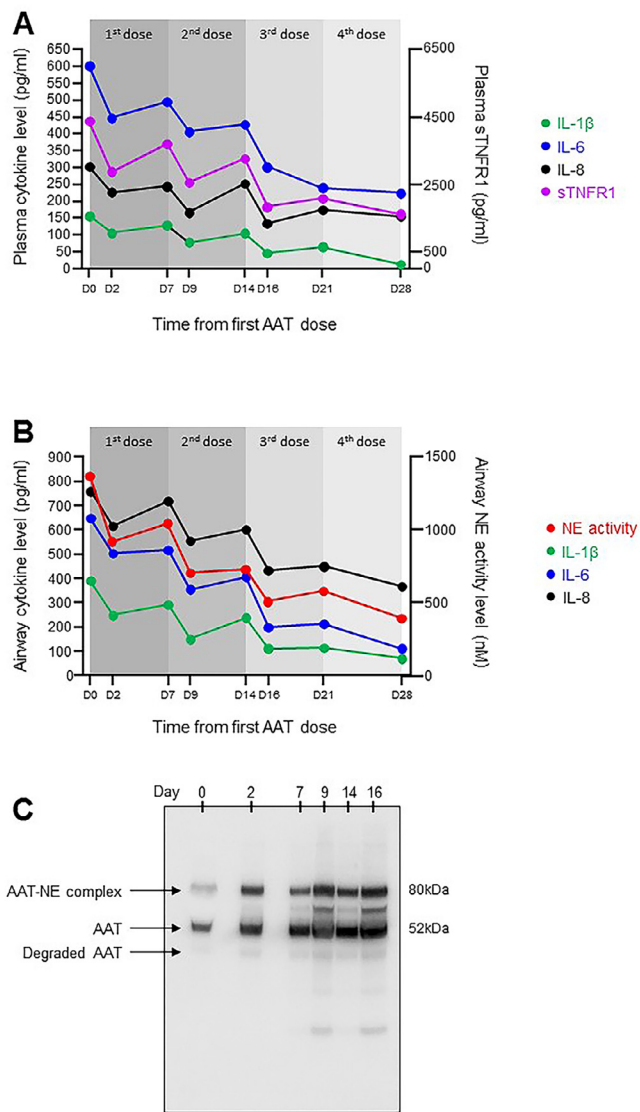 A
1st dose 2nd dose 3rd dose 4th dose
650
600
550
500
450
400
350
300
250
200
150
100
50
0
Plasma cytokine level (pg/ml)
6500
4500
2500
500
0
Plasma sTNFR1
(pg/ml)
IL-1β
IL-6
IL-8
sTNFR1
D0 D2 D7 D9 D14 D16 D21 D28
Time from first AAT dose
B
1st dose 2nd dose 3rd dose 4th dose
900
800
700
600
500
400
300
200
100
0
Airway cytokine level (pg/ml)
1500
1000
500
0
Airway NE
activity level (nM)
NE activity
IL-1β
IL-6
IL-8
D0 D2 D7 D9 D14 D16 D21 D28
Time from first AAT dose
C
Day 0 2 7 9 14 16
AAT-NE complex 80kDa
AAT 52kDa
Degraded AAT